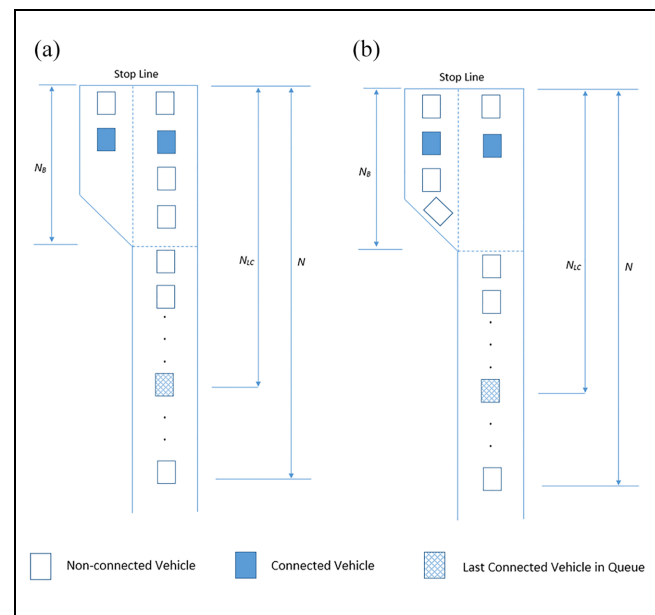 (a)
Stop Line
N_B
N_LC
N
(b)
Stop Line
N_B
N_LC
N
Non-connected Vehicle
Connected Vehicle
Last Connected Vehicle in Queue